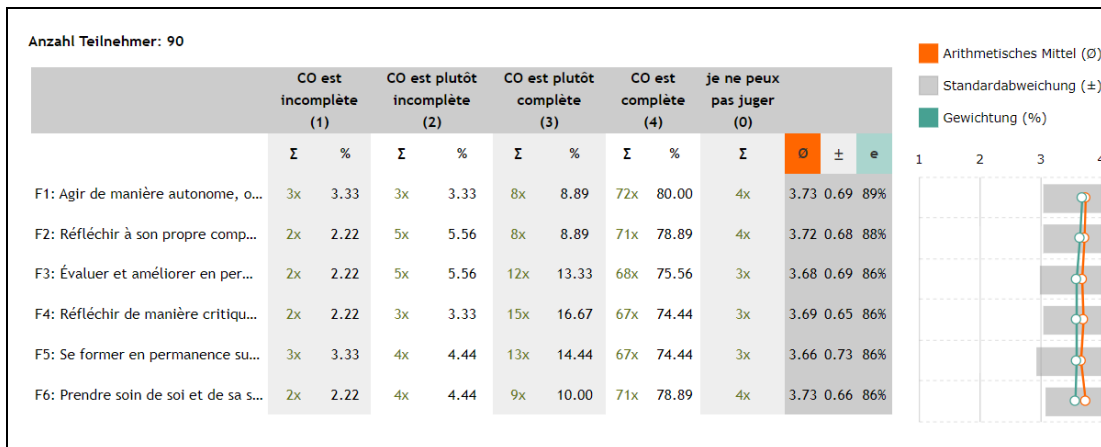 Anzahl Teilnehmer: 90
CO est incomplète (1) CO est plutôt incomplète (2) CO est plutôt complète (3) CO est complète (4) je ne peux pas juger (0)
Σ % Σ % Σ % Σ % Σ Ø ± e
F1: Agir de manière autonome, o... 3x 3.33 3x 3.33 8x 8.89 72x 80.00 4x 3.73 0.69 89%
F2: Réfléchir à son propre comp... 2x 2.22 5x 5.56 8x 8.89 71x 78.89 4x 3.72 0.68 88%
F3: Évaluer et améliorer en per... 2x 2.22 5x 5.56 12x 13.33 68x 75.56 3x 3.68 0.69 86%
F4: Réfléchir de manière critiqu... 2x 2.22 3x 3.33 15x 16.67 67x 74.44 3x 3.69 0.65 86%
F5: Se former en permanence su... 3x 3.33 4x 4.44 13x 14.44 67x 74.44 3x 3.66 0.73 86%
F6: Prendre soin de soi et de sa s... 2x 2.22 4x 4.44 9x 10.00 71x 78.89 4x 3.73 0.66 86%
Arithmetisches Mittel (Ø)
Standardabweichung (±)
Gewichtung (%)
1 2 3 4